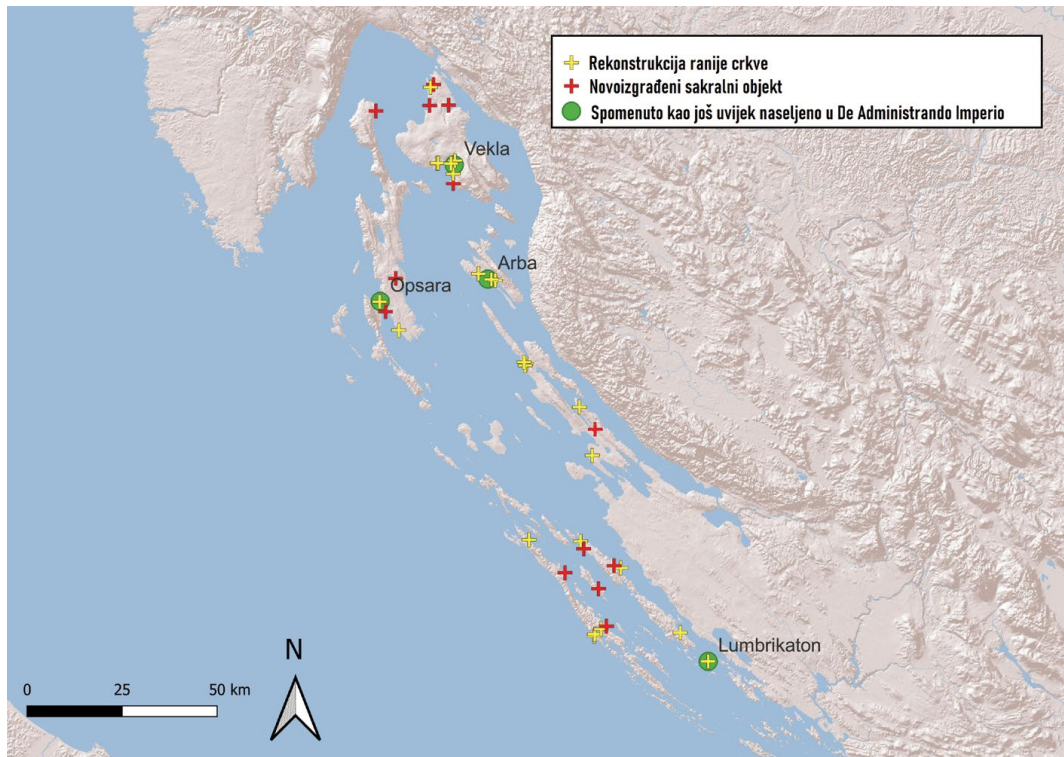 Rekonstrukcija ranije crkve
Novoizgrađeni sakralni objekt
Spomenuto kao još uvijek naseljeno u De Administrando Imperio
Vekla
Arba
Opsara
Lumbrikaton
N
0 25 50 km